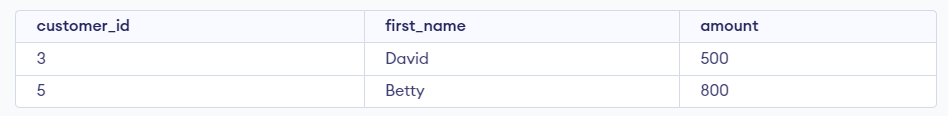 customer_id first_name amount
3 David 500
5 Betty 800